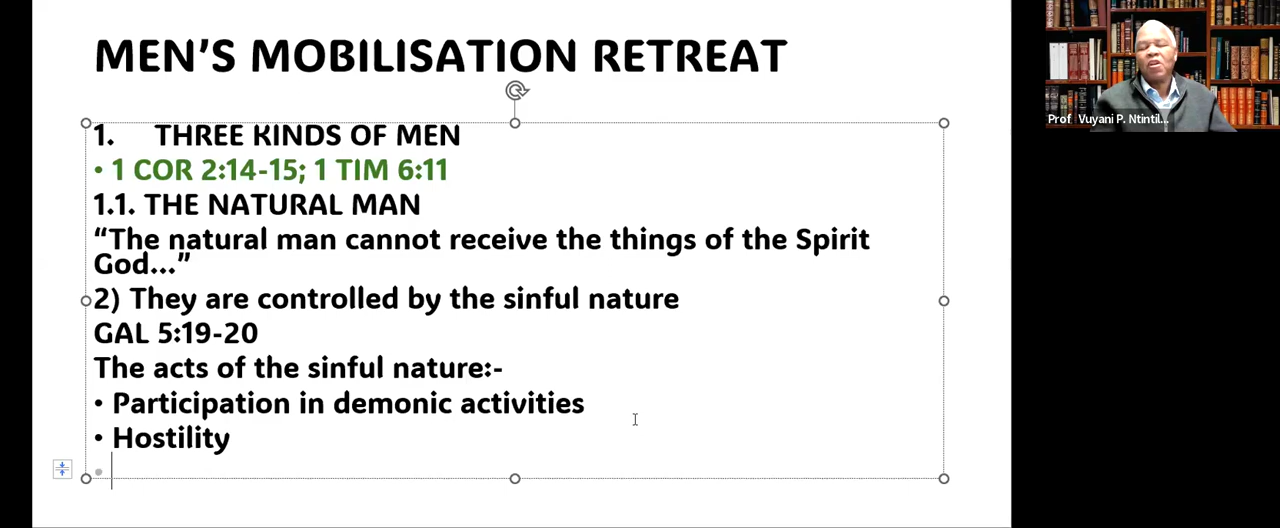 MEN'S MOBILISATION RETREAT
1. THREE KINDS OF MEN
• 1 COR 2:14-15; 1 TIM 6:11
1.1. THE NATURAL MAN
“The natural man cannot receive the things of the Spirit
God...”
2) They are controlled by the sinful nature
GAL 5:19-20
The acts of the sinful nature:-
• Participation in demonic activities
• Hostility
Prof Vuyani P. Ntintil...